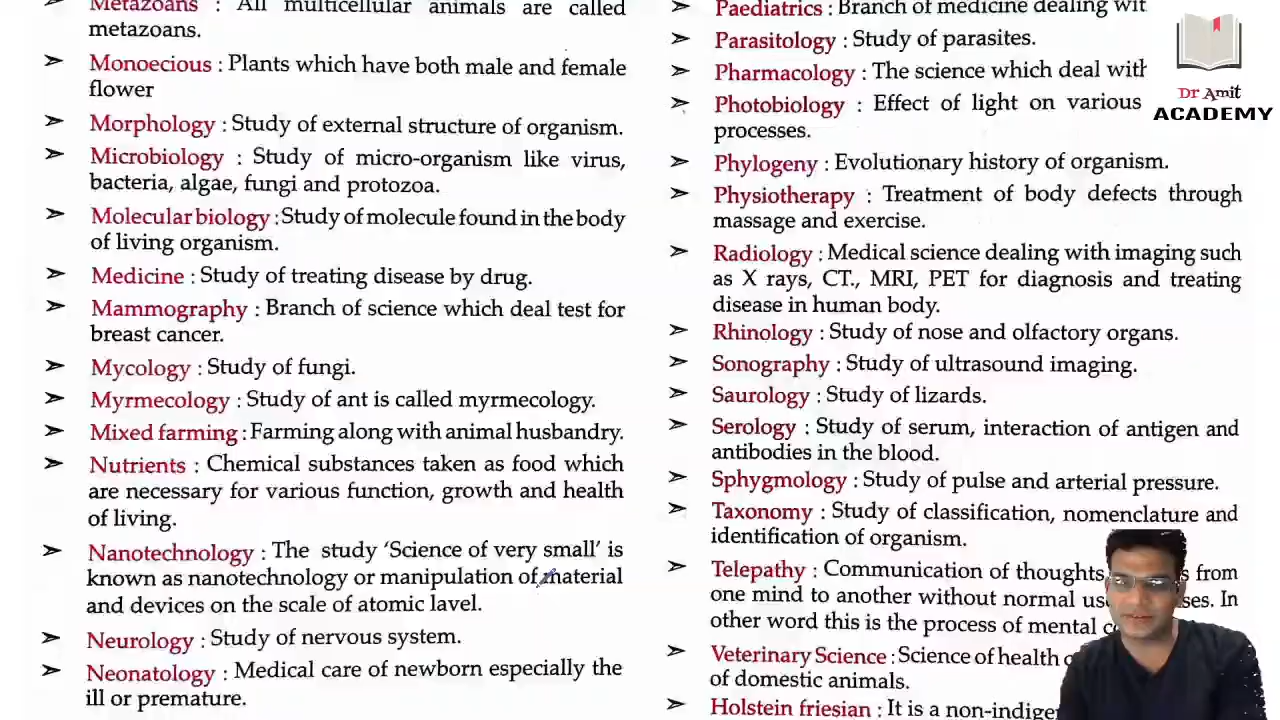 Metazoans : All multicellular animals are called
metazoans.
➤ Monoecious : Plants which have both male and female
flower
➤ Morphology : Study of external structure of organism.
➤ Microbiology : Study of micro-organism like virus,
bacteria, algae, fungi and protozoa.
➤ Molecular biology : Study of molecule found in the body
of living organism.
➤ Medicine : Study of treating disease by drug.
➤ Mammography : Branch of science which deal test for
breast cancer.
➤ Mycology : Study of fungi.
➤ Myrmecology : Study of ant is called myrmecology.
➤ Mixed farming : Farming along with animal husbandry.
➤ Nutrients : Chemical substances taken as food which
are necessary for various function, growth and health
of living.
➤ Nanotechnology : The study ‘Science of very small’ is
known as nanotechnology or manipulation of material
and devices on the scale of atomic lavel.
➤ Neurology : Study of nervous system.
➤ Neonatology : Medical care of newborn especially the
ill or premature.
➤ Paediatrics : Branch of medicine dealing
➤ Parasitology : Study of parasites.
➤ Pharmacology : The science which deal with
➤ Photobiology : Effect of light on various
processes.
➤ Phylogeny : Evolutionary history of organism.
➤ Physiotherapy : Treatment of body defects through
massage and exercise.
➤ Radiology : Medical science dealing with imaging such
as X rays, CT., MRI, PET for diagnosis and treating
disease in human body.
➤ Rhinology : Study of nose and olfactory organs.
➤ Sonography : Study of ultrasound imaging.
➤ Saurology : Study of lizards.
➤ Serology : Study of serum, interaction of antigen and
antibodies in the blood.
➤ Sphygmology : Study of pulse and arterial pressure.
➤ Taxonomy : Study of classification, nomenclature and
identification of organism.
➤ Telepathy : Communication of thoughts from
one mind to another without normal In
other word this is the process of mental
➤ Veterinary Science : Science of health
of domestic animals.
➤ Holstein friesian : It is a
Dr Amit
ACADEMY